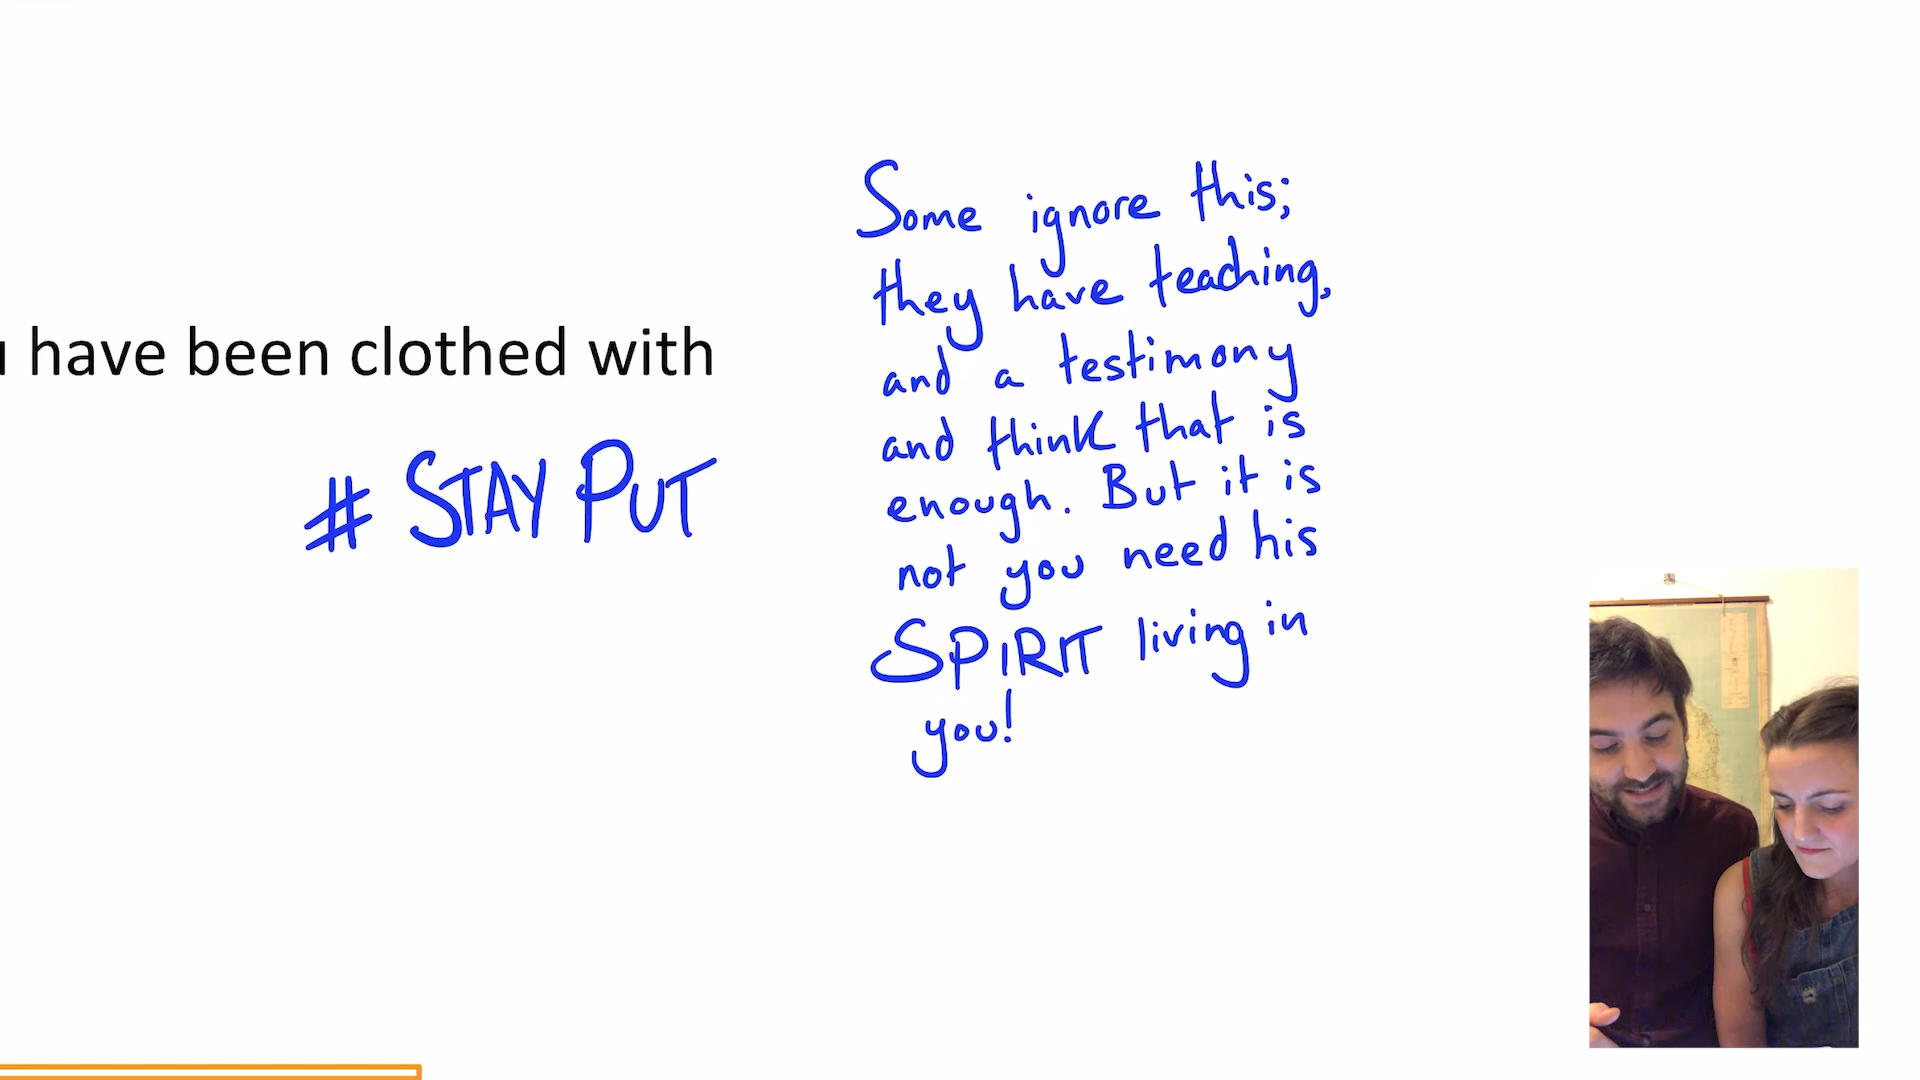 have been clothed with
# STAY PUT
Some ignore this;
they have teaching,
and a testimony
and think that is
enough. But it is
not you need his
SPIRIT living in
you!